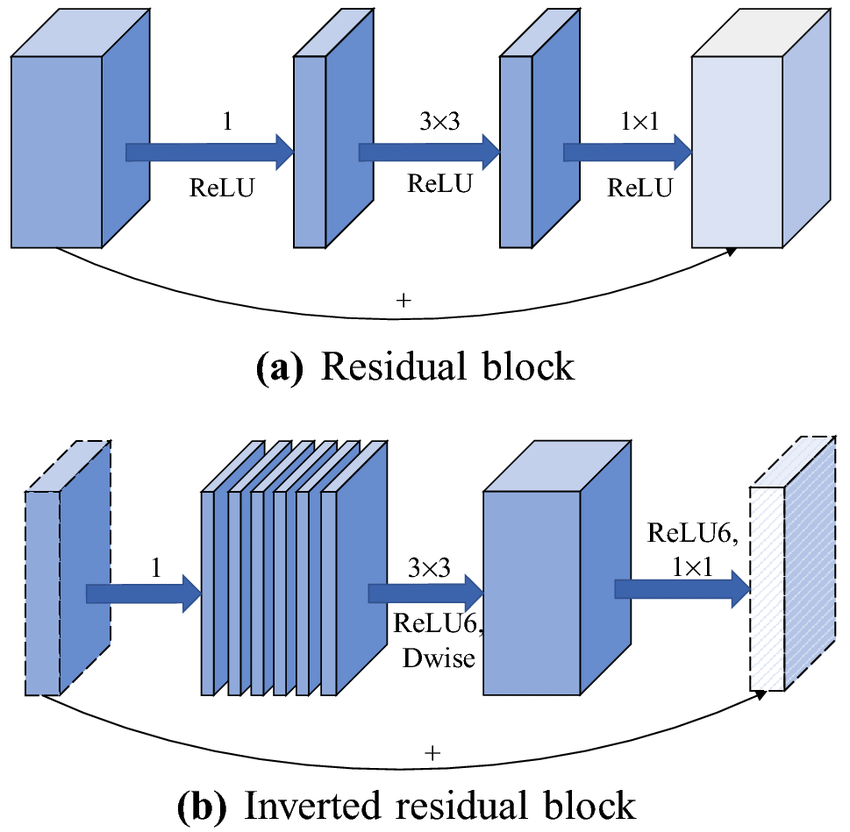 1
ReLU
3×3
ReLU
1×1
ReLU
+
(a) Residual block
1
3×3
ReLU6,
Dwise
ReLU6,
1×1
+
(b) Inverted residual block